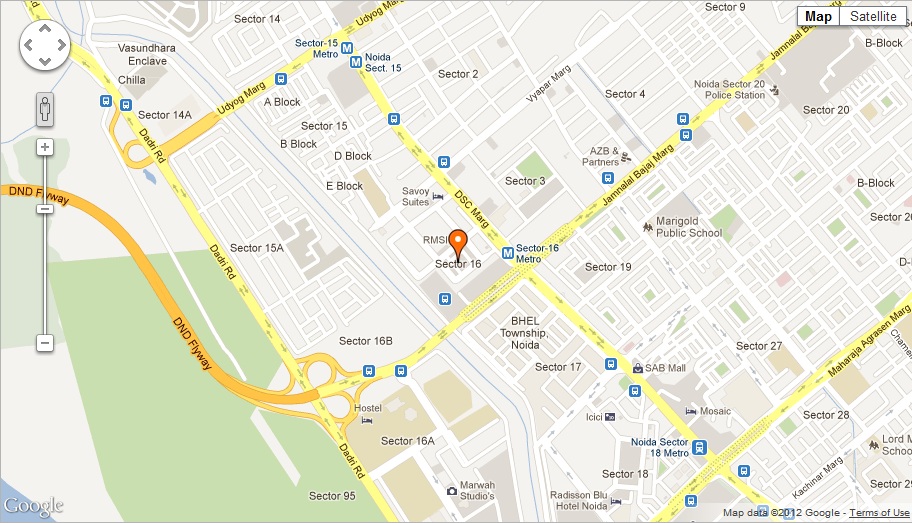 Sector 14
Udyog Marg
Sector 9
Map
Satellite
Jamnalal Bajaj Marg
B-Block
Rd
Vasundhara
Enclave
Sector-15
Metro
Noida
Sect. 15
Chilla
Sector 2
Vyapar Marg
Sector 4
Noida Sector 20
Police Station
Sector 20
A Block
Udyog Marg
Sector 14A
Sector 15
B Block
Dadri Rd
D Block
E Block
AZB &
Partners
Jamnalal Bajaj Marg
Sector 3
B-Block
DND Flyway
Savoy
Suites
DSC Marg
Marigold
Public School
Sector 15A
RMSI
Sector 16
Sector-16
Metro
Sector 19
Dadri Rd
DND Flyway
BHEL
Township,
Noida
Sector 16B
Sector 27
Maharaja Agrasen Marg
Sector 17
SAB Mall
Hostel
Mosaic
Icici
Sector 28
Sector 16A
Noida Sector
18 Metro
Lord M
Schoo
Dadri Rd
Sector 18
Kachinar Marg
Sector 95
Marwah
Studio's
Radisson Blu
Hotel Noida
Google
Map data ©2012 Google - Terms of Use